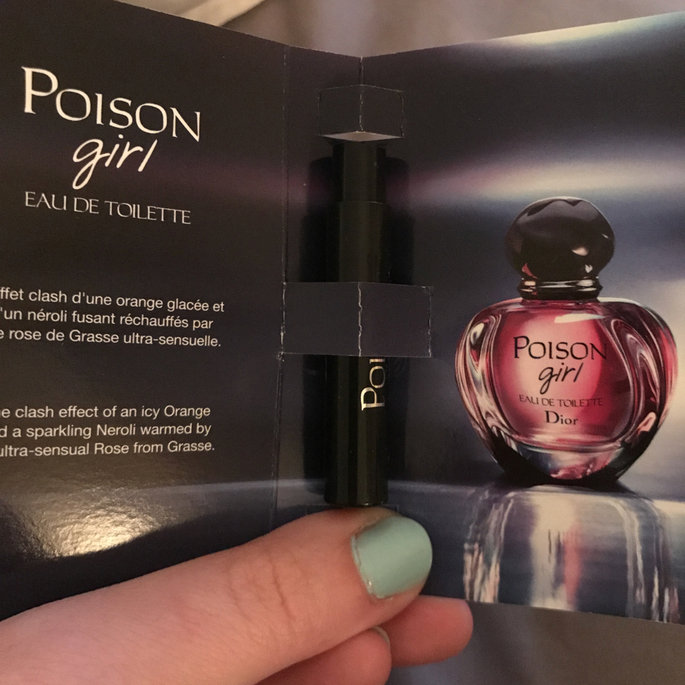 POISON
girl
EAU DE TOILETTE
ffet clash d'une orange glacée et
'un néroli fusant réchauffés par
e rose de Grasse ultra-sensuelle.
e clash effect of an icy Orange
d a sparkling Neroli warmed by
ultra-sensual Rose from Grasse.
Poi
POISON
girl
EAU DE TOILETTE
Dior